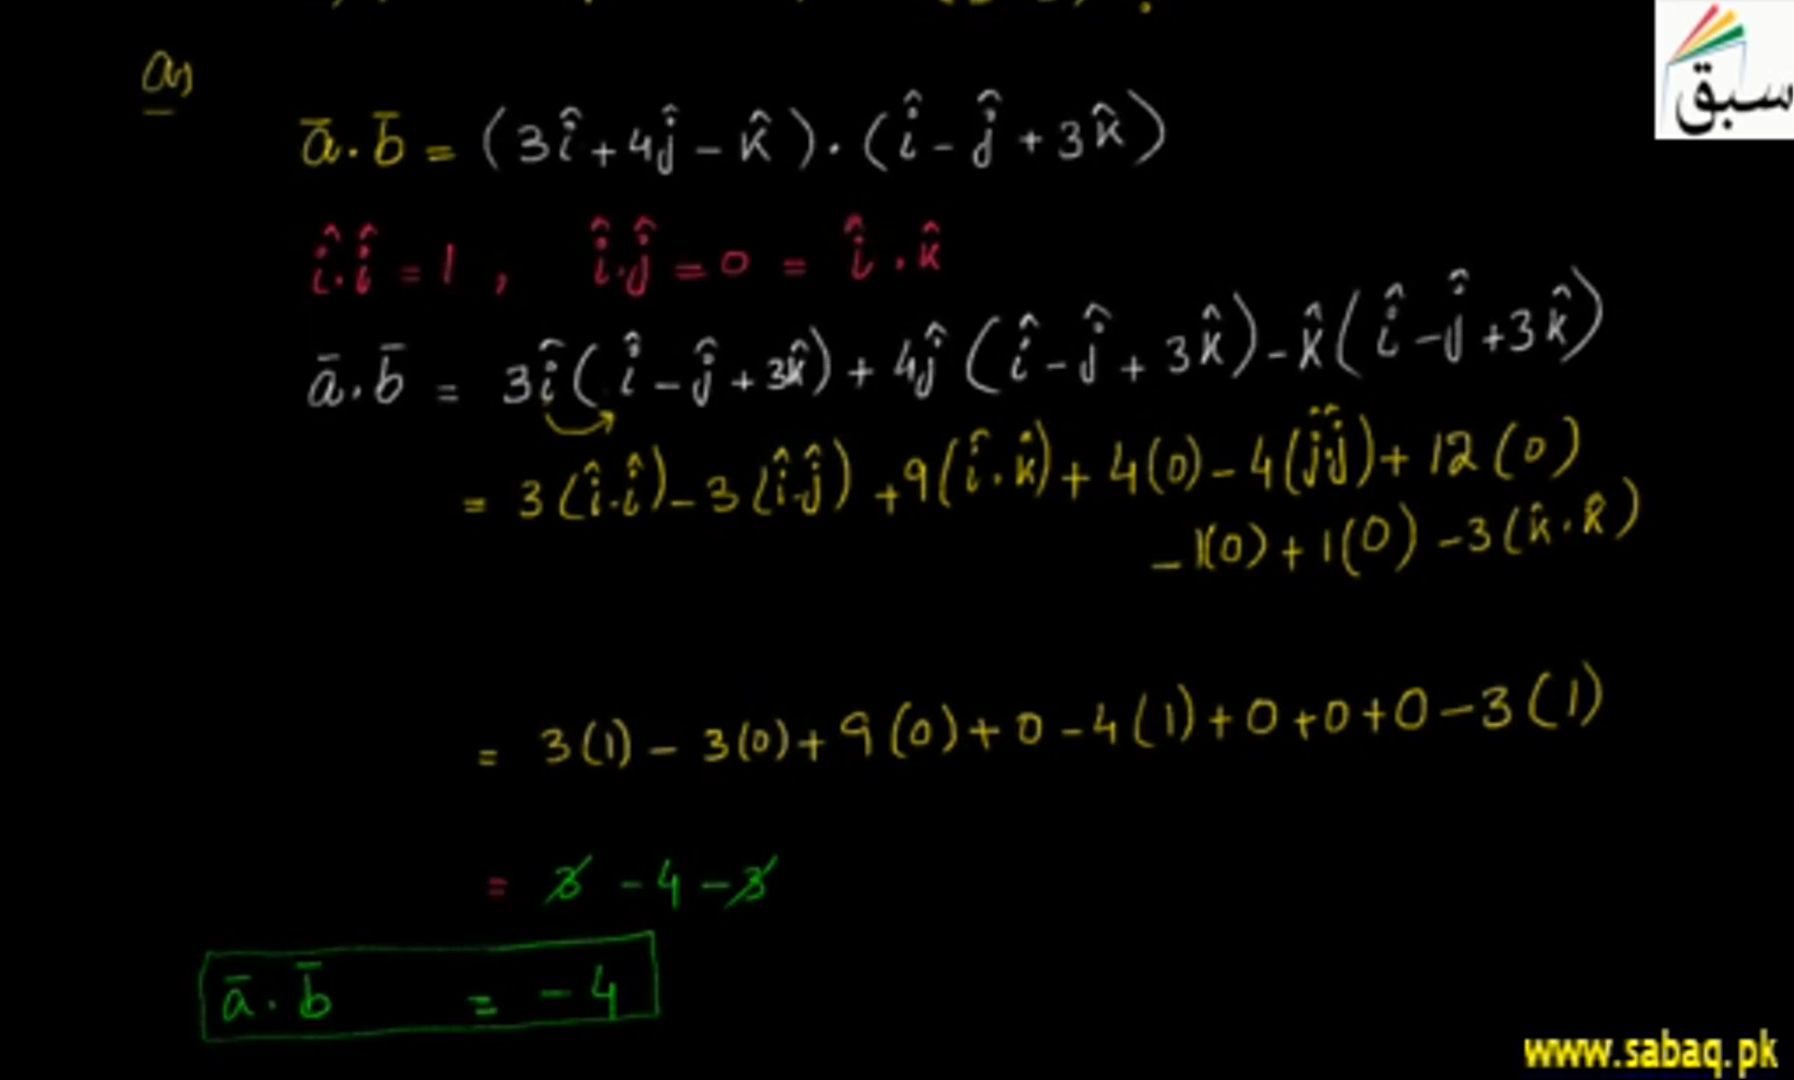 a)
سبق
ā . b̄ = (3î + 4ĵ - k̂) . (î - ĵ + 3k̂)
î.î = 1 , î.ĵ = 0 = î . k̂
ā . b̄ = 3î(î - ĵ + 3k̂) + 4ĵ(î - ĵ + 3k̂) - k̂(î - ĵ + 3k̂)
= 3(î.î) - 3(î.ĵ) + 9(î.k̂) + 4(0) - 4(ĵ.ĵ) + 12(0)
- 1(0) + 1(0) - 3(k̂.k̂)
= 3(1) - 3(0) + 9(0) + 0 - 4(1) + 0 + 0 + 0 - 3(1)
= 3 - 4 - 3
ā . b̄ = - 4
www.sabaq.pk